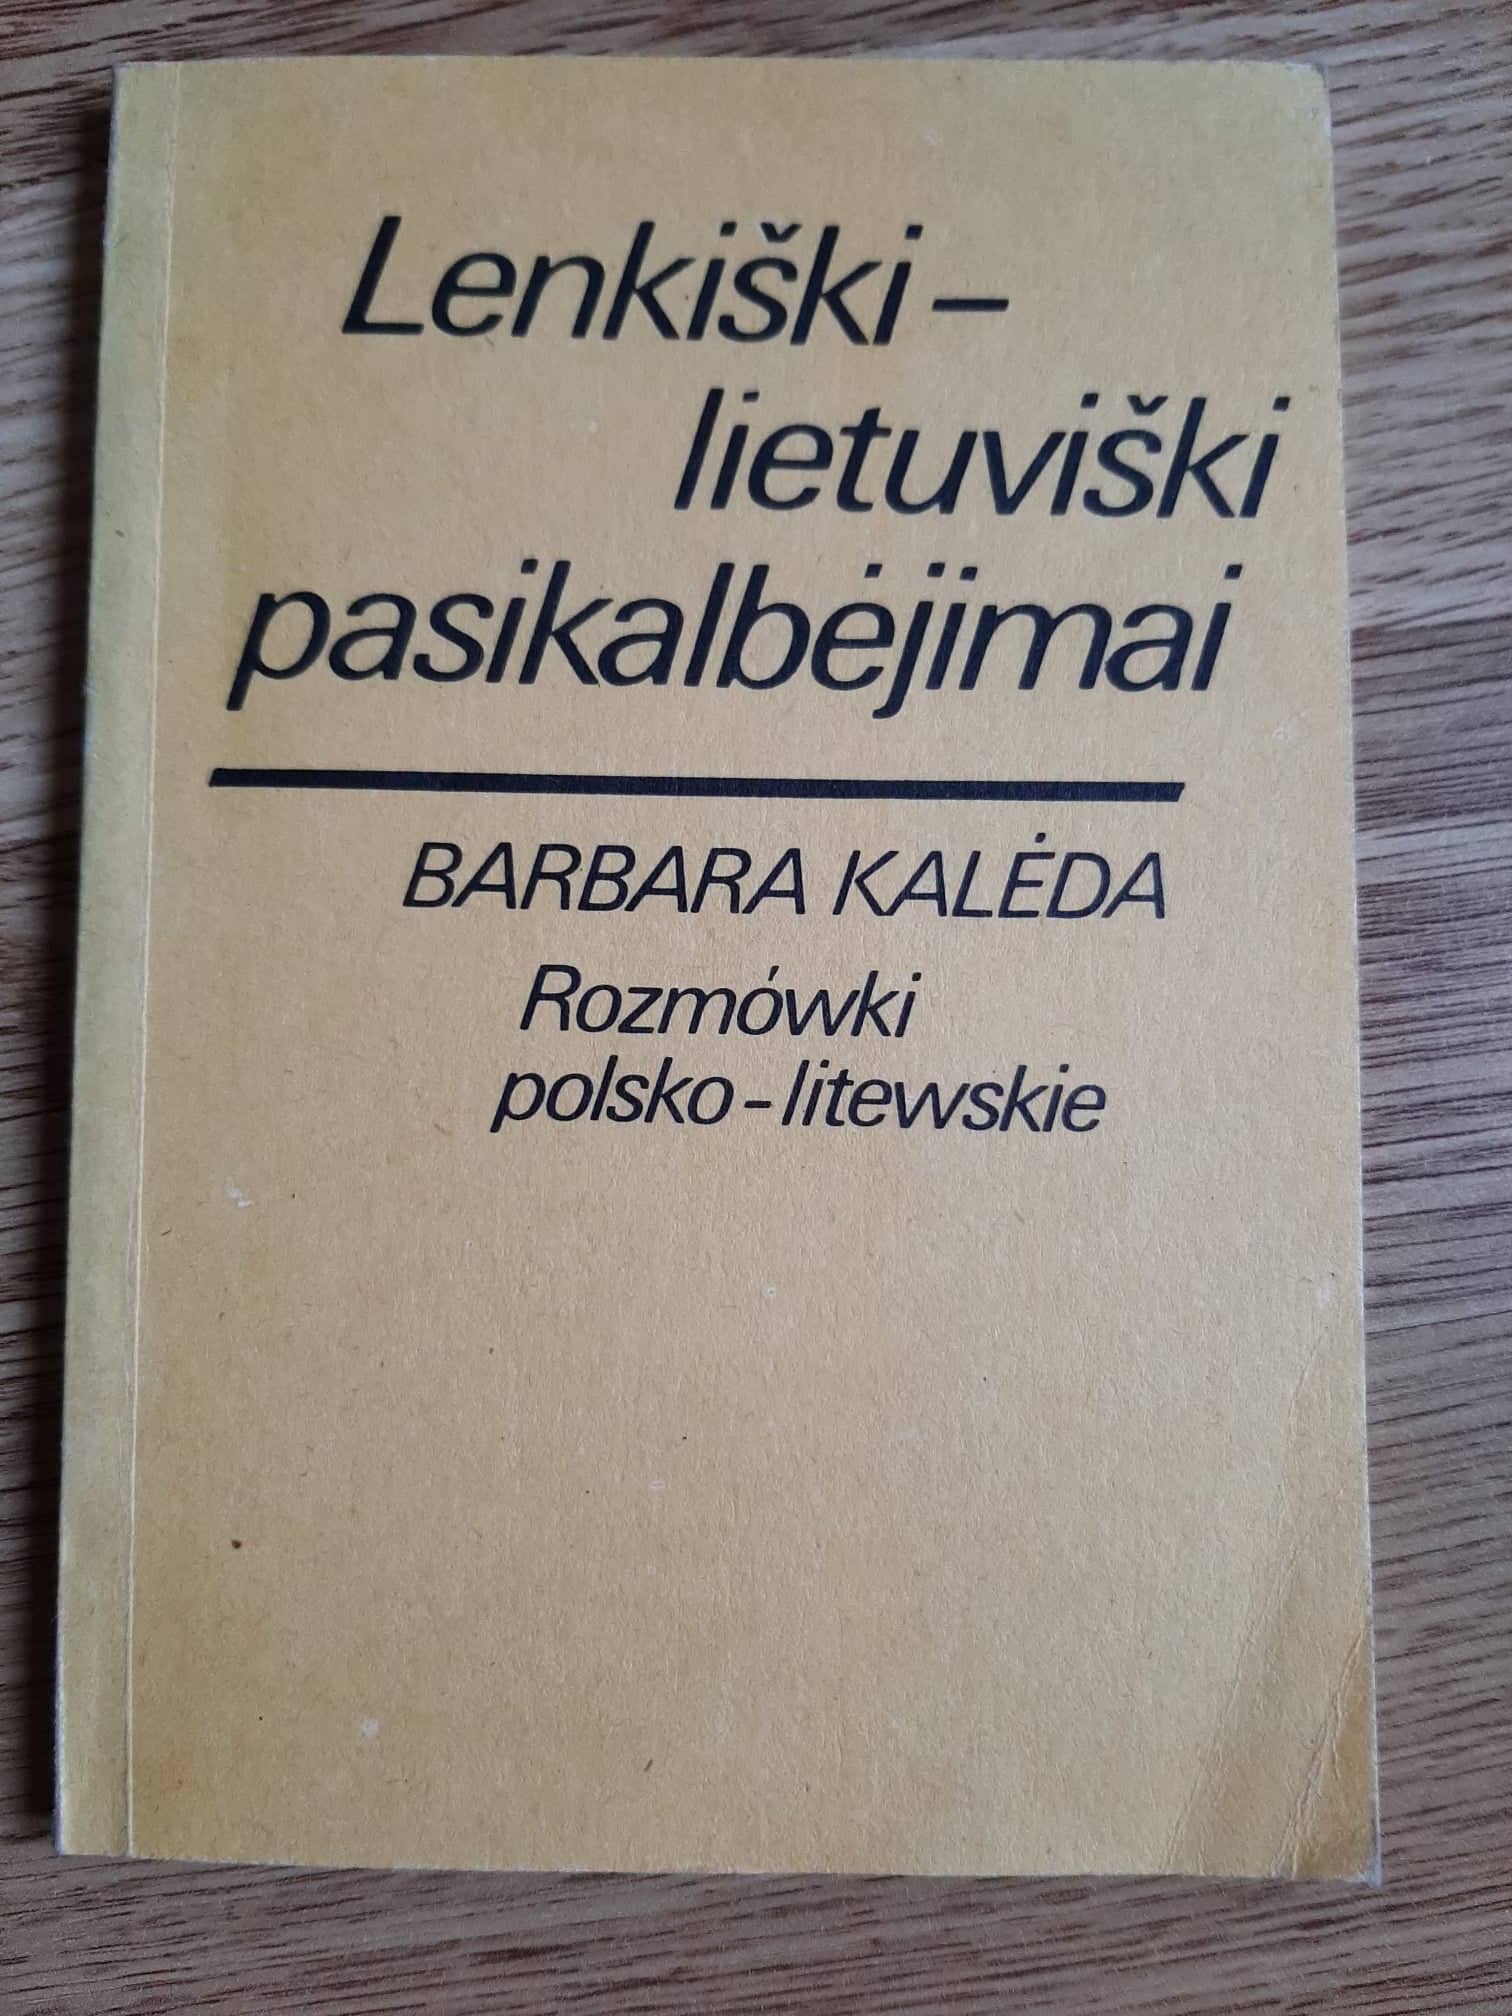 Lenkiški –
lietuviški
pasikalbėjimai
BARBARA KALĖDA
Rozmówki
polsko-litewskie